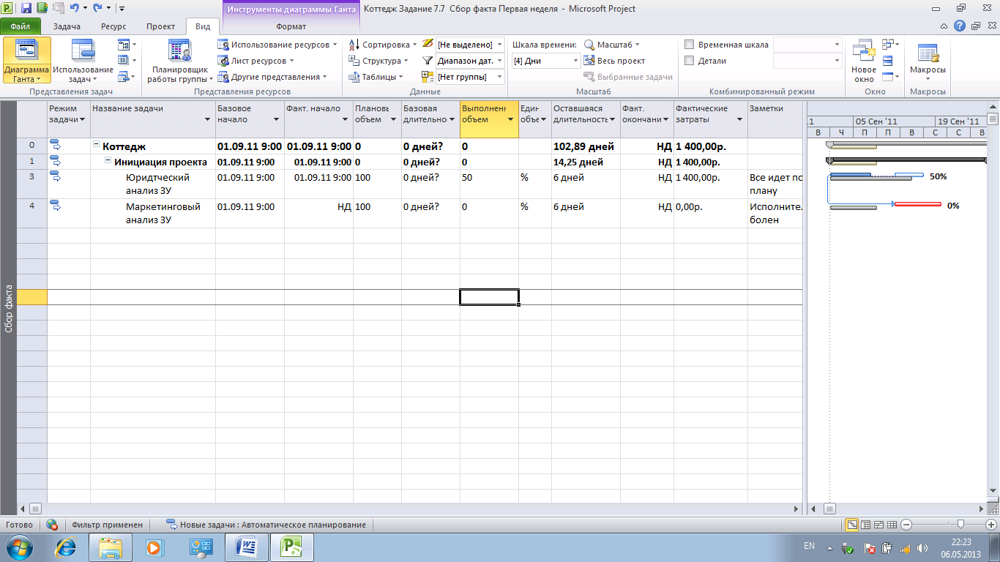 Инструменты диаграммы Ганта
Коттедж Задание 7.7 Сбор факта Первая неделя - Microsoft Project
Файл Задача Ресурс Проект Вид Формат
Диаграмма Ганта
Использование задач
Представления задач
Планировщик работы группы
Использование ресурсов
Лист ресурсов
Другие представления
Представления ресурсов
Сортировка
Структура
Таблицы
[Не выделено]
Диапазон дат.
[Нет группы]
Данные
Шкала времени:
[4] Дни
Масштаб
Весь проект
Выбранные задачи
Масштаб
Временная шкала
Детали
Комбинированный режим
Новое окно
Окно
Макросы
Макросы
Режим задачи
Название задачи
Базовое начало
Факт. начало
Плановы объем
Базовая длительно
Выполненн объем
Един объе
Оставшаяся длительность
Факт. окончани
Фактические затраты
Заметки
11 05 Сен '11 19 Сен '11
В Ч П П В С С В
0 Коттедж 01.09.11 9:00 01.09.11 9:00 0 0 дней? 0 102,89 дней НД 1 400,00р.
1 Инициация проекта 01.09.11 9:00 01.09.11 9:00 0 0 дней? 0 14,25 дней НД 1 400,00р.
3 Юридтческий анализ ЗУ 01.09.11 9:00 01.09.11 9:00 100 0 дней? 50 % 6 дней НД 1 400,00р. Все идет по плану
50%
4 Маркетинговый анализ ЗУ 01.09.11 9:00 НД 100 0 дней? 0 % 6 дней НД 0,00р. Исполнител болен
0%
Сбор факта
Готово Фильтр применен Новые задачи : Автоматическое планирование
EN
22:23
06.05.2013